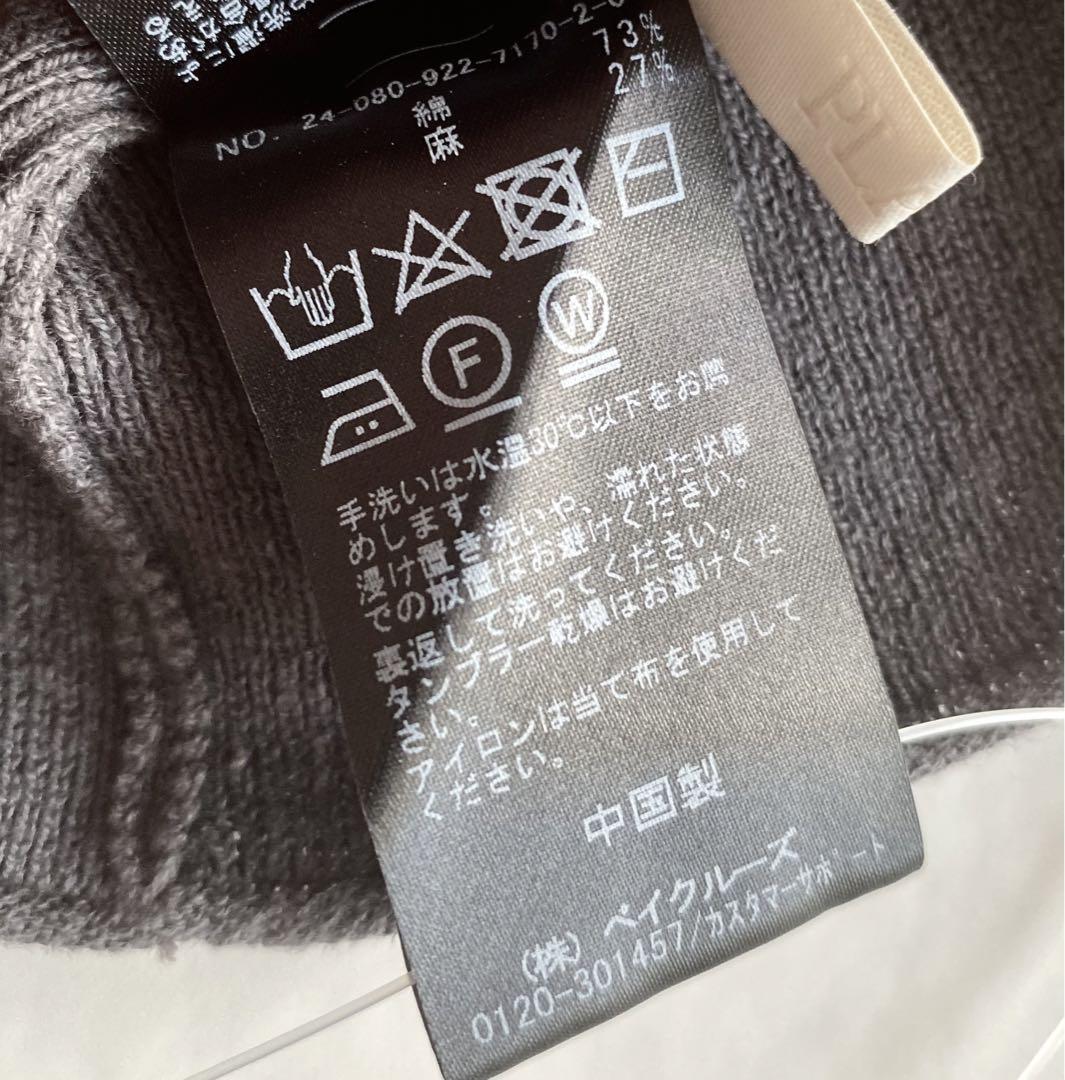 NO. 24-080-922-7170-2-0
綿 73%
麻 27%
F
W
手洗いは水温30℃以下をお薦
めします。
浸け置き洗いや、濡れた状態
での放置はお避けください。
裏返して洗ってください。
タンブラー乾燥はお避けくだ
さい。
アイロンは当て布を使用して
ください。
中国製
(株) ベイクルーズ
0120-301457/カスタマーサポート